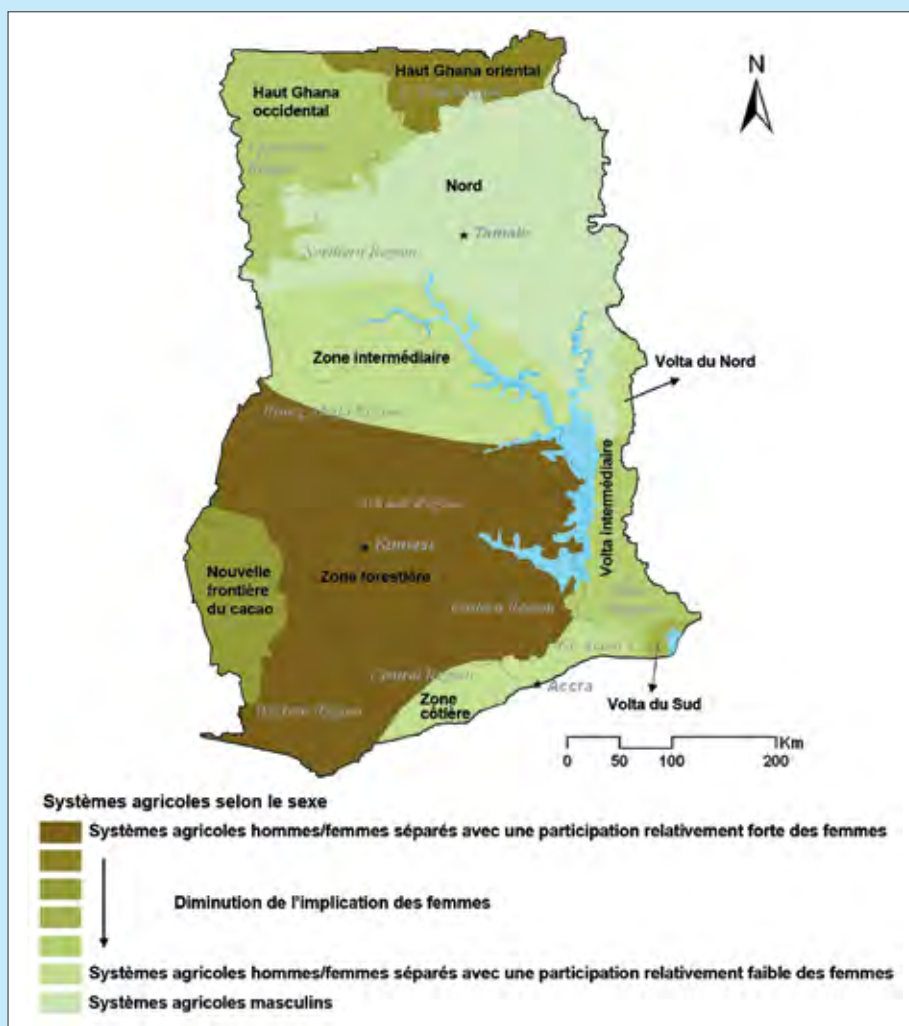 Haut Ghana oriental
N
Haut Ghana
occidental
Nord
Tamale
Northern Region
Volta du Nord
Zone intermédiaire
Volta intermédiaire
Kumasi
Nouvelle
frontière
du cacao
Zone forestière
Eastern Region
Central Region
Accra
Zone
côtière
Western Region
Volta du Sud
Km
0 50 100 200
Systèmes agricoles selon le sexe
Systèmes agricoles hommes/femmes séparés avec une participation relativement forte des femmes
Diminution de l'implication des femmes
Systèmes agricoles hommes/femmes séparés avec une participation relativement faible des femmes
Systèmes agricoles masculins